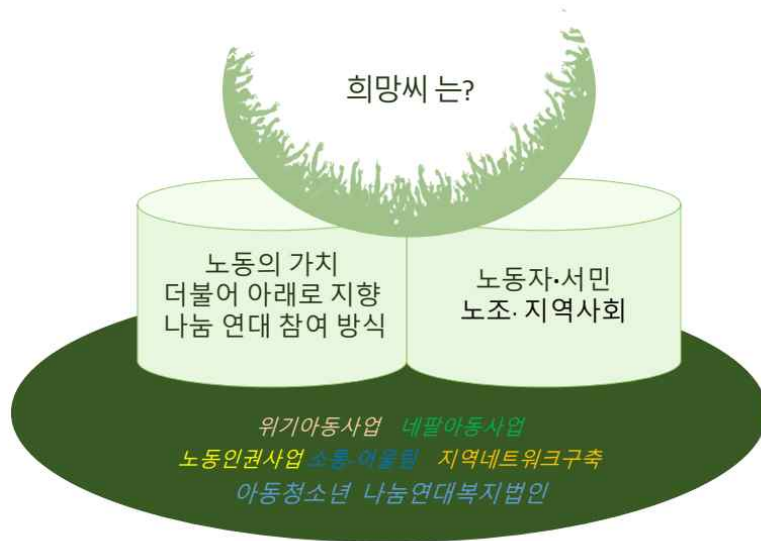 희망씨 는?
노동의 가치
더불어 아래로 지향
나눔 연대 참여 방식
노동자·서민
노조· 지역사회
위기아동사업 네팔아동사업
노동인권사업 소통·어울림 지역네트워크구축
아동청소년 나눔연대복지법인